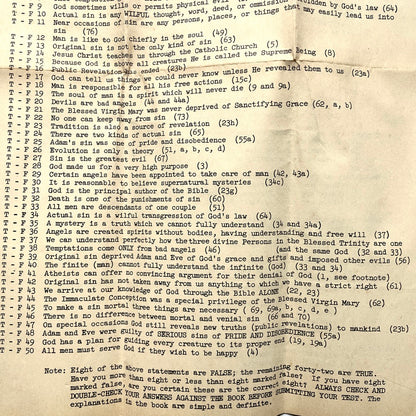 T - F 9 God sometimes wills or permits physical evil
forbidden by God's law (64)
T - F 10 Actual sin is any WILFUL thought, word, deed, or omission
T - F 11 Near occasions of sin are any persons, places, or things that may easily lead us into
sin (76)
T - F 12 Man is like to God chiefly in the soul (49)
T - F 13 Original sin is not the only kind of sin (63)
T - F 14 Jesus Christ teaches us through the Catholic Church (5)
T - F 15 Because God is above all creatures He is called the Supreme Being (8)
T - F 16 Public Revelation ended (23b)
T - F 17 God can tell us things we could never know unless He revealed them to us (23a)
T - F 18 Man is responsible for all his free actions (15c)
T - F 19 The soul of man is a spirit which will never die (9 and 9a)
T - F 20 Devils are bad angels (44 and 44a)
T - F 21 The Blessed Virgin Mary was never deprived of Sanctifying Grace (62, a, b)
T - F 22 No one can keep away from sin (73)
T - F 23 Tradition is also a source of revelation (23h)
T - F 24 There are two kinds of actual sin (65)
T - F 25 Adam's sin was one of pride and disobedience (55a)
T - F 26 Evolution is only a theory (51, a, b, c, d)
T - F 27 Sin is the greatest evil (67)
T - F 28 God made us for a very high purpose (3)
T - F 29 Certain angels have been appointed to take care of man (42, 43a)
T - F 30 It is reasonable to believe supernatural mysteries (34c)
T - F 31 God is the principal author of the Bible (23g)
T - F 32 Death is one of the punishments of sin (60)
T - F 33 All men are descendants of one couple (51)
T - F 34 Actual sin is a wilful transgression of God's law (64)
T - F 35 A mystery is a truth which we cannot fully understand (34 and 34a)
T - F 36 Angels are created spirits without bodies, having understanding and free will (37)
T - F 37 We can understand perfectly how the three divine Persons in the Blessed Trinity are one
T - F 38 Temptations come ONLY from bad angels (46) (and the same God (32 and 33)
T - F 39 Original sin deprived Adam and Eve of God's grace and gifts and imposed other evils (56)
T - F 40 The finite (man) cannot fully understand the infinite (God) (33 and 34)
T - F 41 Atheists can offer no convincing argument for their denial of God (1, see footnote)
T - F 42 Original sin has not taken away from us anything to which we have a strict right (61)
T - F 43 We arrive at our knowledge of God through the Bible ALONE (22, 23)
T - F 44 The Immaculate Conception was a special privilege of the Blessed Virgin Mary (62)
T - F 45 To make a sin mortal three things are necessary (69, 69a, b, c, d, e)
T - F 46 There is no difference between mortal and venial sin (66 and 70)
T - F 47 On special occasions God still reveals new truths (public revelations) to mankind (23b)
T - F 48 Adam and Eve were guilty of SERIOUS sins of PRIDE AND DISOBEDIENCE (55a)
T - F 49 God has a plan for guiding every creature to its proper end (19, 19a)
T - F 50 All men must serve God if they wish to be happy (4)
Note: Eight of the above statements are FALSE; the remaining forty-two are TRUE.
Have you more than eight or less than eight marked false? If you have eight
marked false, are you certain these are the correct eight? ALWAYS CHECK AND
DOUBLE-CHECK YOUR ANSWERS AGAINST THE BOOK BEFORE SUBMITTING YOUR TEST. The
explanations in the book are simple and definite.